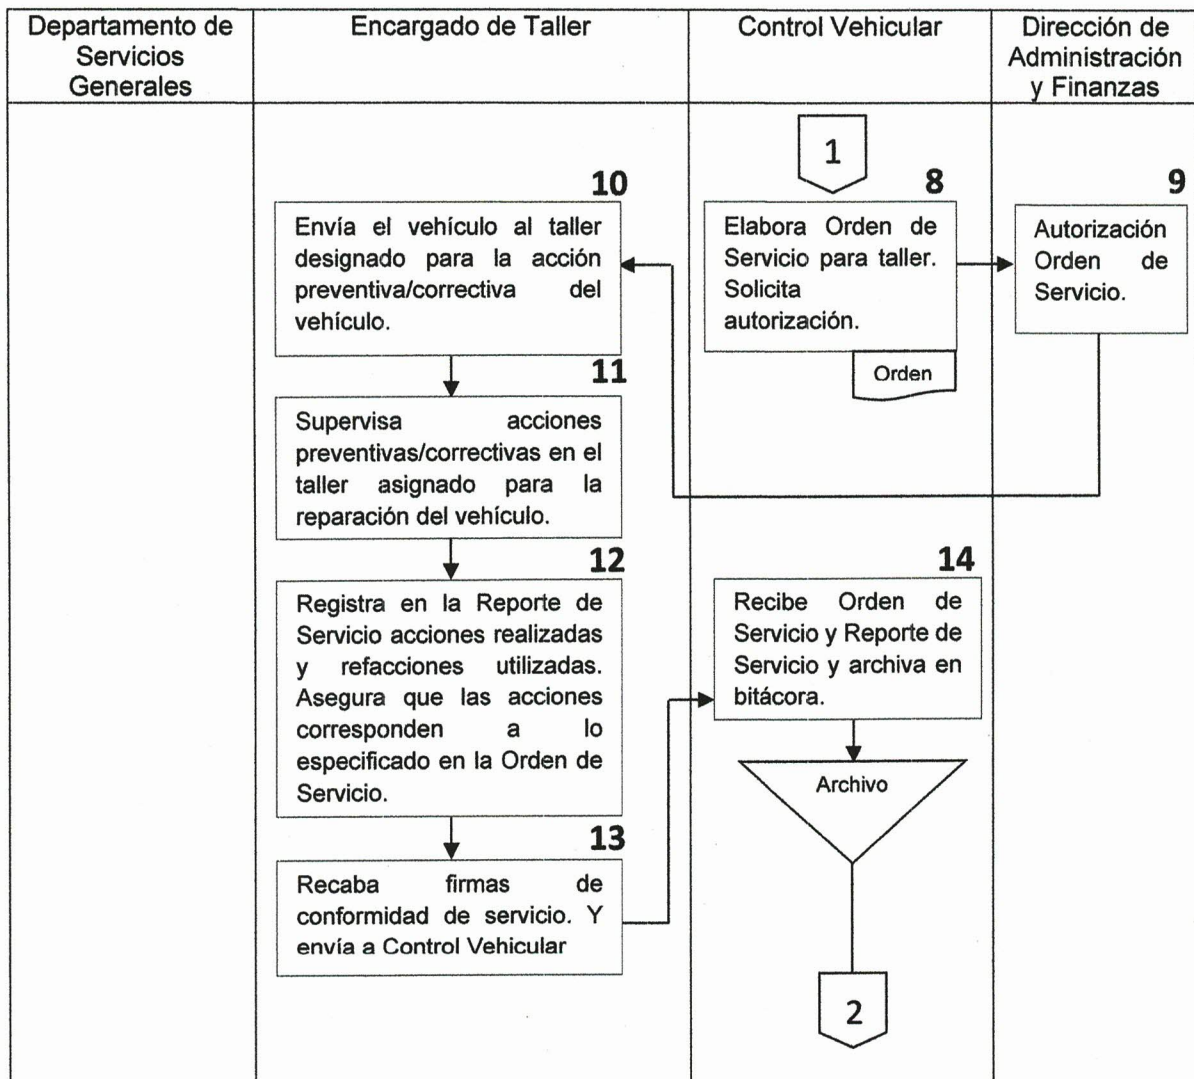 Departamento de
Servicios
Generales
Encargado de Taller
Control Vehicular
Dirección de
Administración
y Finanzas
1
8
Elabora Orden de
Servicio para taller.
Solicita
autorización.
Orden
9
Autorización
Orden de
Servicio.
10
Envía el vehículo al taller
designado para la acción
preventiva/correctiva del
vehículo.
11
Supervisa acciones
preventivas/correctivas en el
taller asignado para la
reparación del vehículo.
12
Registra en la Reporte de
Servicio acciones realizadas
y refacciones utilizadas.
Asegura que las acciones
corresponden a lo
especificado en la Orden de
Servicio.
13
Recaba firmas de
conformidad de servicio. Y
envía a Control Vehicular
14
Recibe Orden de
Servicio y Reporte de
Servicio y archiva en
bitácora.
Archivo
2